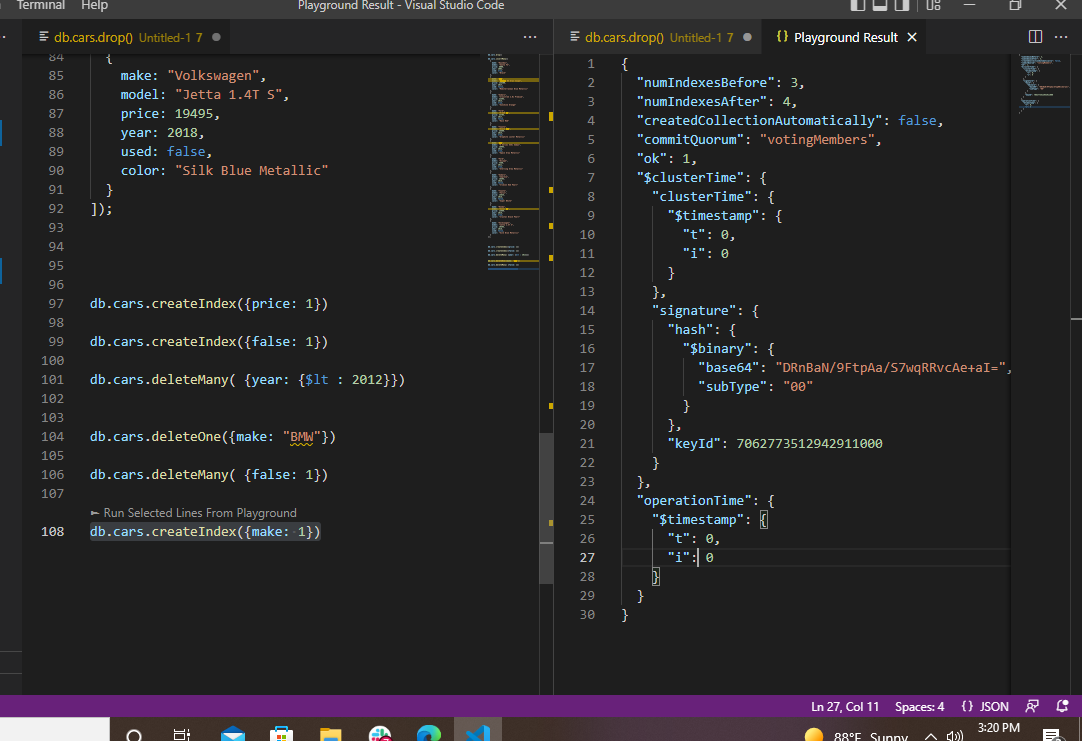 Terminal Help Playground Result - Visual Studio Code
db.cars.drop() Untitled-1 7
db.cars.drop() Untitled-1 7
{} Playground Result
84 {
85 make: "Volkswagen",
86 model: "Jetta 1.4T S",
87 price: 19495,
88 year: 2018,
89 used: false,
90 color: "Silk Blue Metallic"
91 }
92 ]);
93
94
95
96
97 db.cars.createIndex({price: 1})
98
99 db.cars.createIndex({false: 1})
100
101 db.cars.deleteMany( {year: {$lt : 2012}})
102
103
104 db.cars.deleteOne({make: "BMW"})
105
106 db.cars.deleteMany( {false: 1})
107
Run Selected Lines From Playground
108 db.cars.createIndex({make: 1})
1 {
2 "numIndexesBefore": 3,
3 "numIndexesAfter": 4,
4 "createdCollectionAutomatically": false,
5 "commitQuorum": "votingMembers",
6 "ok": 1,
7 "$clusterTime": {
8 "clusterTime": {
9 "$timestamp": {
10 "t": 0,
11 "i": 0
12 }
13 },
14 "signature": {
15 "hash": {
16 "$binary": {
17 "base64": "DRnBaN/9FtpAa/S7wqRRvcAe+aI=",
18 "subType": "00"
19 }
20 },
21 "keyId": 7062773512942911000
22 }
23 },
24 "operationTime": {
25 "$timestamp": {
26 "t": 0,
27 "i": 0
28 }
29 }
30 }
Ln 27, Col 11 Spaces: 4 {} JSON
88°F Sunny
3:20 PM